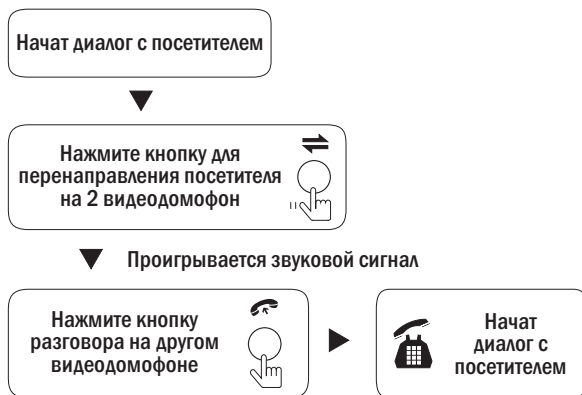 Начат диалог с посетителем
Нажмите кнопку для
перенаправления посетителя
на 2 видеодомофон
Проигрывается звуковой сигнал
Нажмите кнопку
разговора на другом
видеодомофоне
Начат
диалог с
посетителем